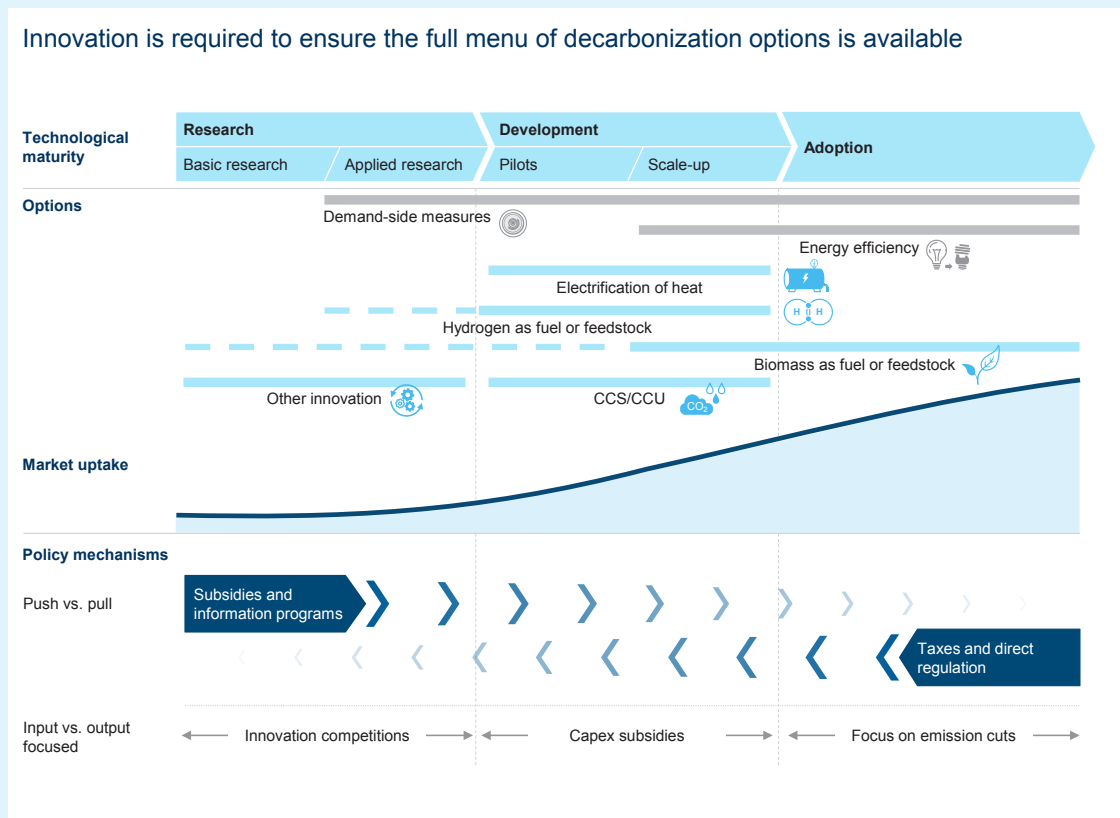 Innovation is required to ensure the full menu of decarbonization options is available
Technological
maturity
Research
Development
Adoption
Basic research
Applied research
Pilots
Scale-up
Options
Demand-side measures
Energy efficiency
Electrification of heat
H H
Hydrogen as fuel or feedstock
Biomass as fuel or feedstock
Other innovation
CCS/CCU
CO2
Market uptake
Policy mechanisms
Push vs. pull
Subsidies and
information programs
Taxes and direct
regulation
Input vs. output
focused
Innovation competitions
Capex subsidies
Focus on emission cuts